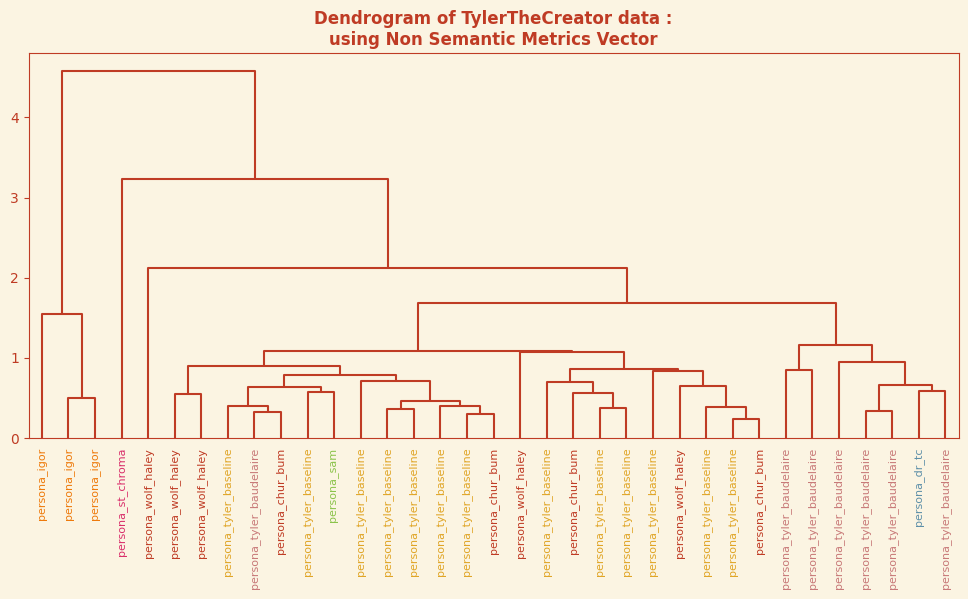 Dendrogram of TylerTheCreator data :
using Non Semantic Metrics Vector
4
3
2
1
0
persona_igor
persona_igor
persona_igor
persona_st_chroma
persona_wolf_haley
persona_wolf_haley
persona_wolf_haley
persona_tyler_baseline
persona_tyler_baudelaire
persona_chur_bum
persona_tyler_baseline
persona_sam
persona_tyler_baseline
persona_tyler_baseline
persona_tyler_baseline
persona_tyler_baseline
persona_tyler_baseline
persona_chur_bum
persona_wolf_haley
persona_tyler_baseline
persona_chur_bum
persona_tyler_baseline
persona_tyler_baseline
persona_tyler_baseline
persona_wolf_haley
persona_tyler_baseline
persona_tyler_baseline
persona_chur_bum
persona_tyler_baudelaire
persona_tyler_baudelaire
persona_tyler_baudelaire
persona_tyler_baudelaire
persona_tyler_baudelaire
persona_dr_tc
persona_tyler_baudelaire